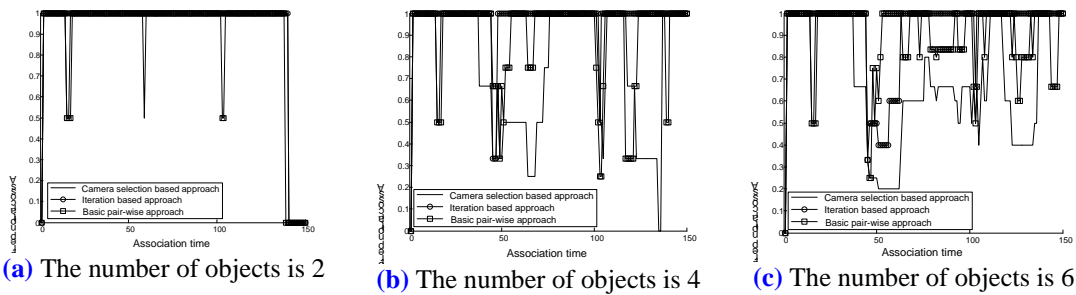 1
0.9
0.8
0.7
0.6
0.5
0.4
0.3
0.2
0.1
0
Camera selection based approach
Iteration based approach
Basic pair-wise approach
0 50 100 150
Association time
(a) The number of objects is 2
1
0.9
0.8
0.7
0.6
0.5
0.4
0.3
0.2
0.1
0
Camera selection based approach
Iteration based approach
Basic pair-wise approach
0 50 100 150
Association time
(b) The number of objects is 4
1
0.9
0.8
0.7
0.6
0.5
0.4
0.3
0.2
0.1
0
Camera selection based approach
Iteration based approach
Basic pair-wise approach
0 50 100 150
Association time
(c) The number of objects is 6